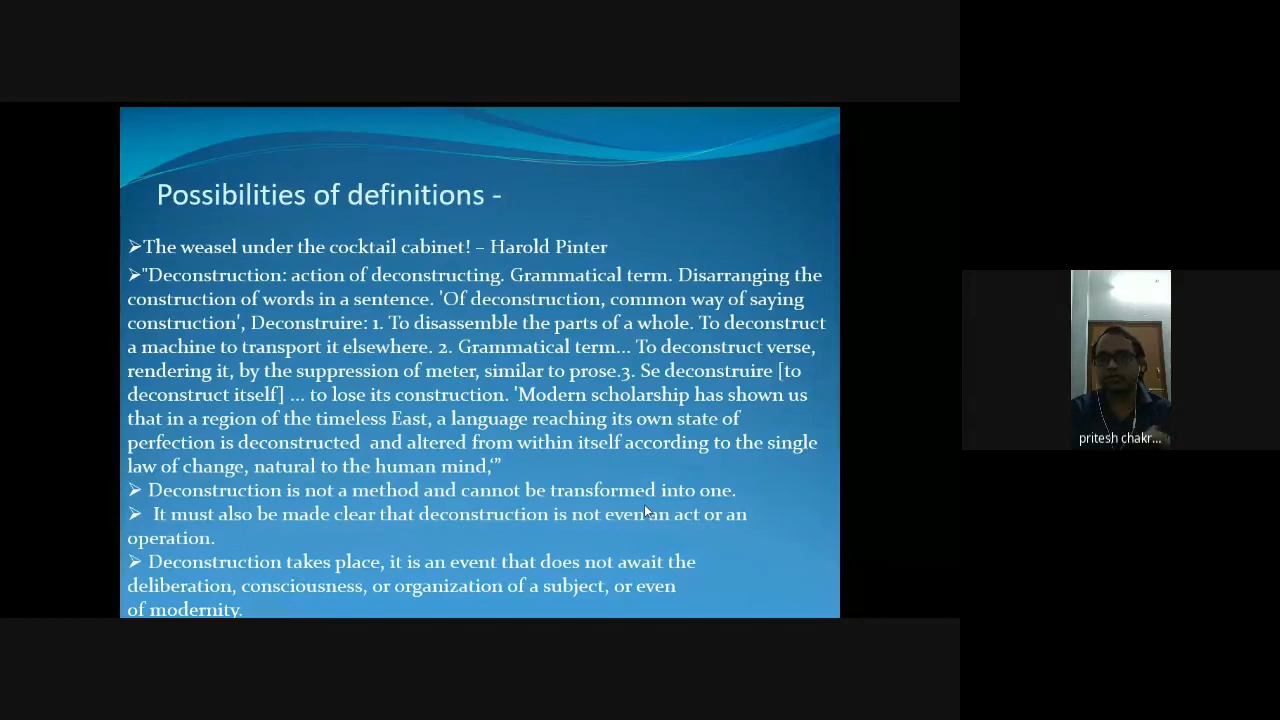 Possibilities of definitions -
➢The weasel under the cocktail cabinet! – Harold Pinter
➢"Deconstruction: action of deconstructing. Grammatical term. Disarranging the
construction of words in a sentence. 'Of deconstruction, common way of saying
construction', Deconstruire: 1. To disassemble the parts of a whole. To deconstruct
a machine to transport it elsewhere. 2. Grammatical term... To deconstruct verse,
rendering it, by the suppression of meter, similar to prose.3. Se deconstruire [to
deconstruct itself] ... to lose its construction. 'Modern scholarship has shown us
that in a region of the timeless East, a language reaching its own state of
perfection is deconstructed and altered from within itself according to the single
law of change, natural to the human mind,‘”
➢ Deconstruction is not a method and cannot be transformed into one.
➢ It must also be made clear that deconstruction is not even an act or an
operation.
➢ Deconstruction takes place, it is an event that does not await the
deliberation, consciousness, or organization of a subject, or even
of modernity.
pritesh chakr...